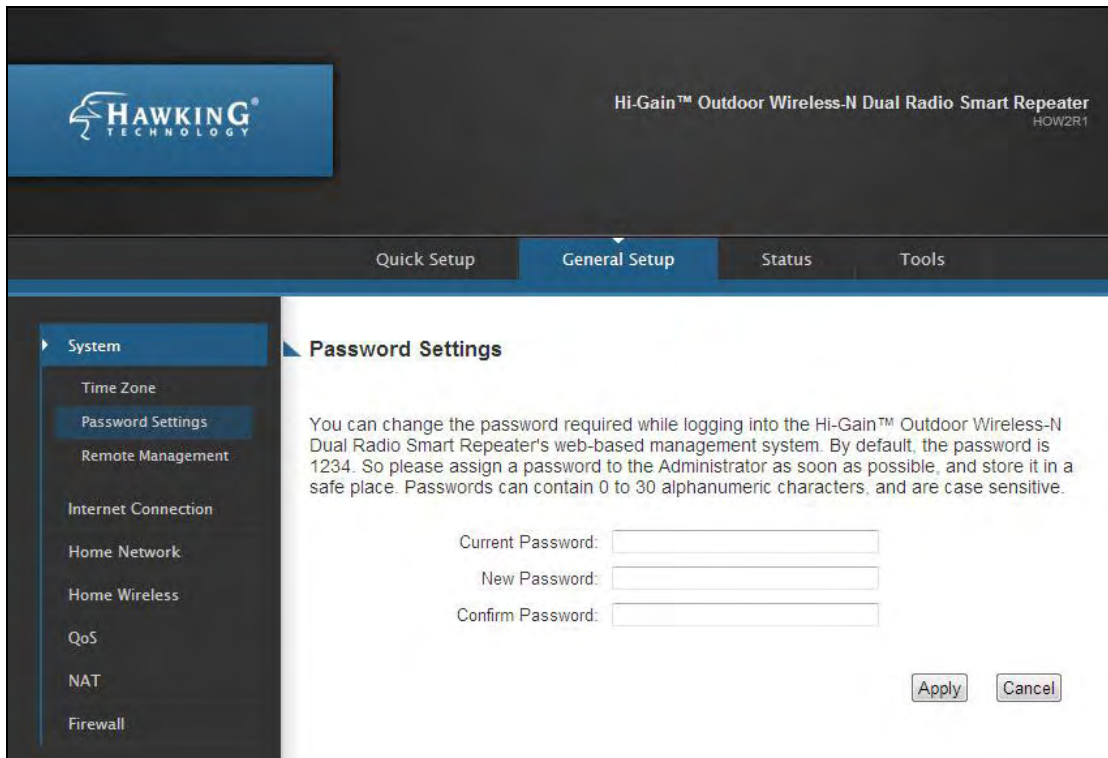 HAWKING®
TECHNOLOGY
Hi-Gain™ Outdoor Wireless-N Dual Radio Smart Repeater
HOW2R1
Quick Setup
General Setup
Status
Tools
System
Time Zone
Password Settings
Remote Management
Internet Connection
Home Network
Home Wireless
QoS
NAT
Firewall
Password Settings
You can change the password required while logging into the Hi-Gain™ Outdoor Wireless-N
Dual Radio Smart Repeater's web-based management system. By default, the password is
1234. So please assign a password to the Administrator as soon as possible, and store it in a
safe place. Passwords can contain 0 to 30 alphanumeric characters, and are case sensitive.
Current Password:
New Password:
Confirm Password:
Apply
Cancel